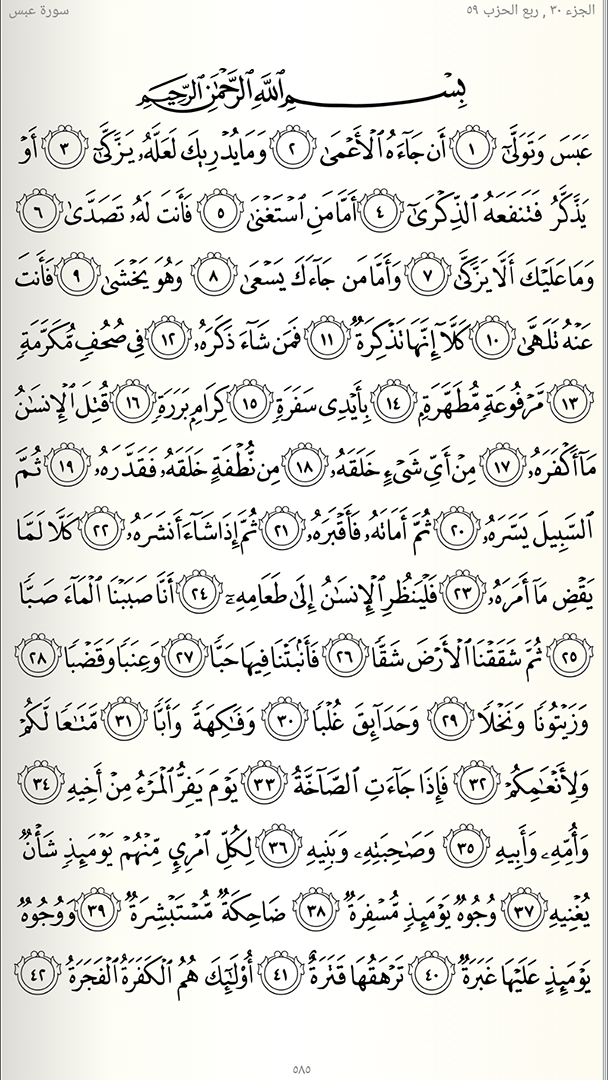 الجزء ٣٠ , ربع الحزب ٥٩
سورة عبس
بِسْمِ ٱللَّهِ ٱلرَّحْمَٰنِ ٱلرَّحِيمِ
عَبَسَ وَتَوَلَّىٰٓ ١ أَن جَآءَهُ ٱلْأَعْمَىٰ ٢ وَمَا يُدْرِيكَ لَعَلَّهُۥ يَزَّكَّىٰٓ ٣ أَوْ
يَذَّكَّرُ فَتَنفَعَهُ ٱلذِّكْرَىٰٓ ٤ أَمَّا مَنِ ٱسْتَغْنَىٰ ٥ فَأَنتَ لَهُۥ تَصَدَّىٰ ٦
وَمَا عَلَيْكَ أَلَّا يَزَّكَّىٰ ٧ وَأَمَّا مَن جَآءَكَ يَسْعَىٰ ٨ وَهُوَ يَخْشَىٰ ٩ فَأَنتَ
عَنْهُ تَلَهَّىٰ ١٠ كَلَّآ إِنَّهَا تَذْكِرَةٌ ١١ فَمَن شَآءَ ذَكَرَهُۥ ١٢ فِى صُحُفٍ مُّكَرَّمَةٍ
١٣ مَّرْفُوعَةٍ مُّطَهَّرَةٍۭ ١٤ بِأَيْدِى سَفَرَةٍ ١٥ كِرَامٍۭ بَرَرَةٍ ١٦ قُتِلَ ٱلْإِنسَٰنُ
مَآ أَكْفَرَهُۥ ١٧ مِنْ أَىِّ شَىْءٍ خَلَقَهُۥ ١٨ مِن نُّطْفَةٍ خَلَقَهُۥ فَقَدَّرَهُۥ ١٩ ثُمَّ
ٱلسَّبِيلَ يَسَّرَهُۥ ٢٠ ثُمَّ أَمَاتَهُۥ فَأَقْبَرَهُۥ ٢١ ثُمَّ إِذَا شَآءَ أَنشَرَهُۥ ٢٢ كَلَّا لَمَّا
يَقْضِ مَآ أَمَرَهُۥ ٢٣ فَلْيَنظُرِ ٱلْإِنسَٰنُ إِلَىٰ طَعَامِهِۦٓ ٢٤ أَنَّا صَبَبْنَا ٱلْمَآءَ صَبًّا
٢٥ ثُمَّ شَقَقْنَا ٱلْأَرْضَ شَقًّا ٢٦ فَأَنۢبَتْنَا فِيهَا حَبًّا ٢٧ وَعِنَبًا وَقَضْبًا ٢٨
وَزَيْتُونًا وَنَخْلًا ٢٩ وَحَدَآئِقَ غُلْبًا ٣٠ وَفَٰكِهَةً وَأَبًّا ٣١ مَّتَٰعًا لَّكُمْ
وَلِأَنْعَٰمِكُمْ ٣٢ فَإِذَا جَآءَتِ ٱلصَّآخَّةُ ٣٣ يَوْمَ يَفِرُّ ٱلْمَرْءُ مِنْ أَخِيهِ ٣٤
وَأُمِّهِۦ وَأَبِيهِ ٣٥ وَصَٰحِبَتِهِۦ وَبَنِيهِ ٣٦ لِكُلِّ ٱمْرِئٍ مِّنْهُمْ يَوْمَئِذٍ شَأْنٌ
يُغْنِيهِ ٣٧ وُجُوهٌ يَوْمَئِذٍ مُّسْفِرَةٌ ٣٨ ضَاحِكَةٌ مُّسْتَبْشِرَةٌ ٣٩ وَوُجُوهٌ
يَوْمَئِذٍ عَلَيْهَا غَبَرَةٌ ٤٠ تَرْهَقُهَا قَتَرَةٌ ٤١ أُو۟لَٰٓئِكَ هُمُ ٱلْكَفَرَةُ ٱلْفَجَرَةُ ٤٢
٥٨٥